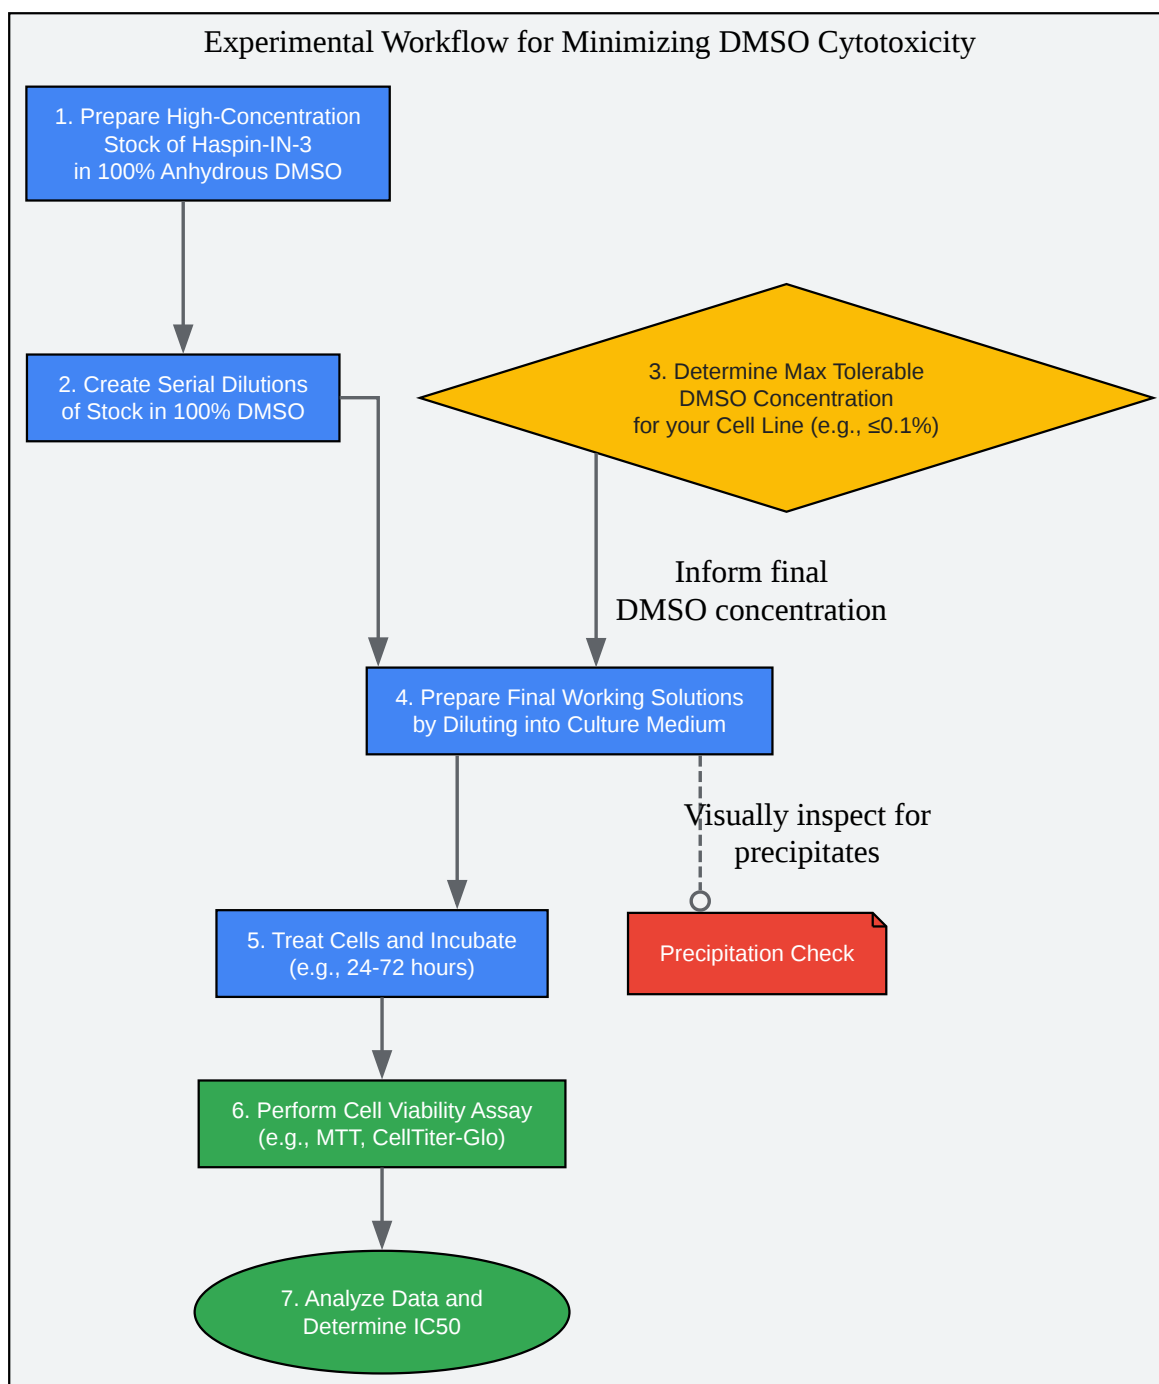 Experimental Workflow for Minimizing DMSO Cytotoxicity
1. Prepare High-Concentration
Stock of Haspin-IN-3
in 100% Anhydrous DMSO
2. Create Serial Dilutions
of Stock in 100% DMSO
3. Determine Max Tolerable
DMSO Concentration
for your Cell Line (e.g., ≤0.1%)
Inform final
DMSO concentration
4. Prepare Final Working Solutions
by Diluting into Culture Medium
Visually inspect for
precipitates
5. Treat Cells and Incubate
(e.g., 24-72 hours)
Precipitation Check
6. Perform Cell Viability Assay
(e.g., MTT, CellTiter-Glo)
7. Analyze Data and
Determine IC50